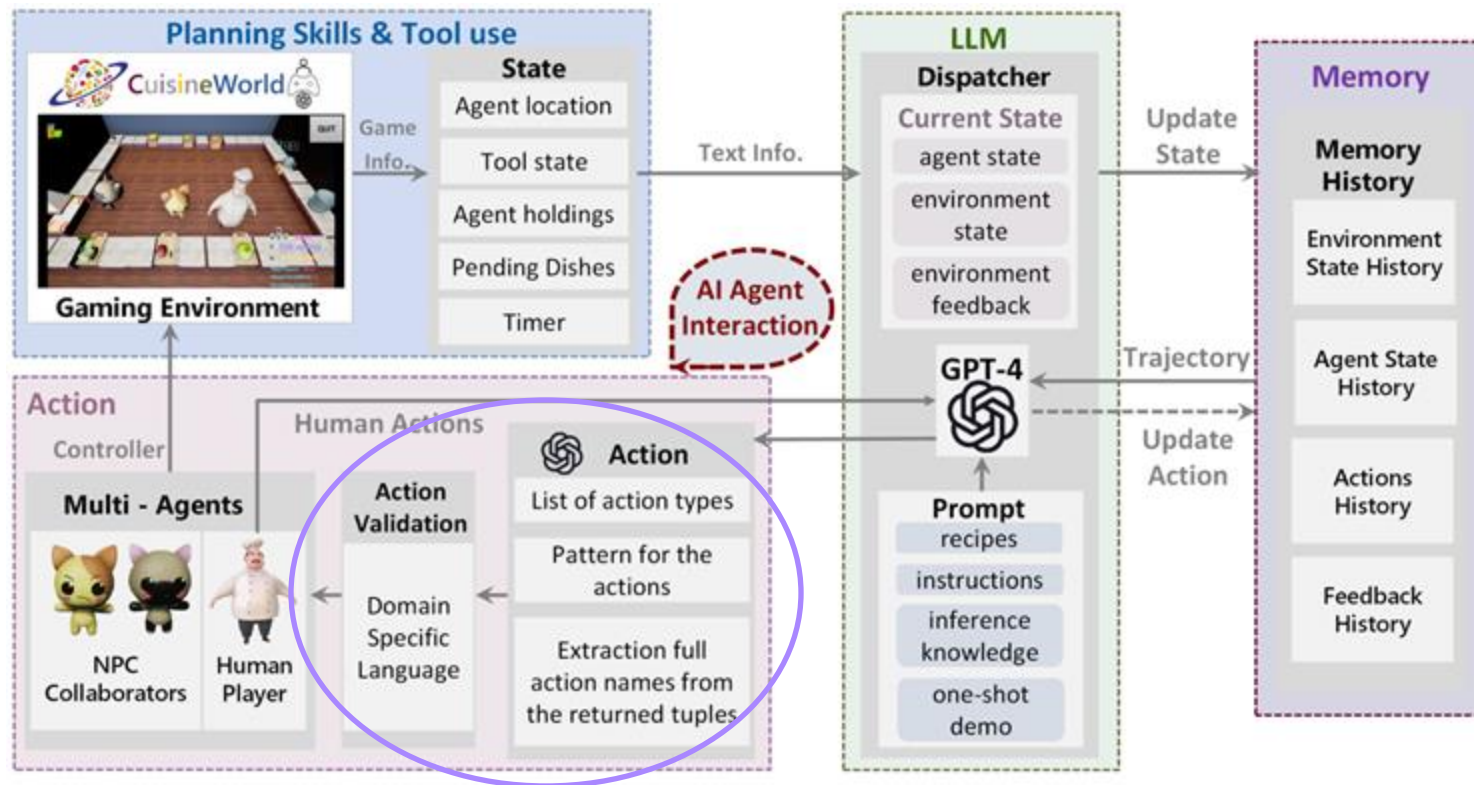 Planning Skills & Tool use
CuisineWorld
QUIT
Gaming Environment
Game
Info.
State
Agent location
Tool state
Agent holdings
Pending Dishes
Timer
Text Info.
AI Agent
Interaction
LLM
Dispatcher
Current State
agent state
environment
state
environment
feedback
GPT-4
Prompt
recipes
instructions
inference
knowledge
one-shot
demo
Update
State
Trajectory
Update
Action
Memory
Memory
History
Environment
State History
Agent State
History
Actions
History
Feedback
History
Action
Controller
Human Actions
Multi - Agents
NPC
Collaborators
Human
Player
Action
Validation
Domain
Specific
Language
Action
List of action types
Pattern for the
actions
Extraction full
action names from
the returned tuples